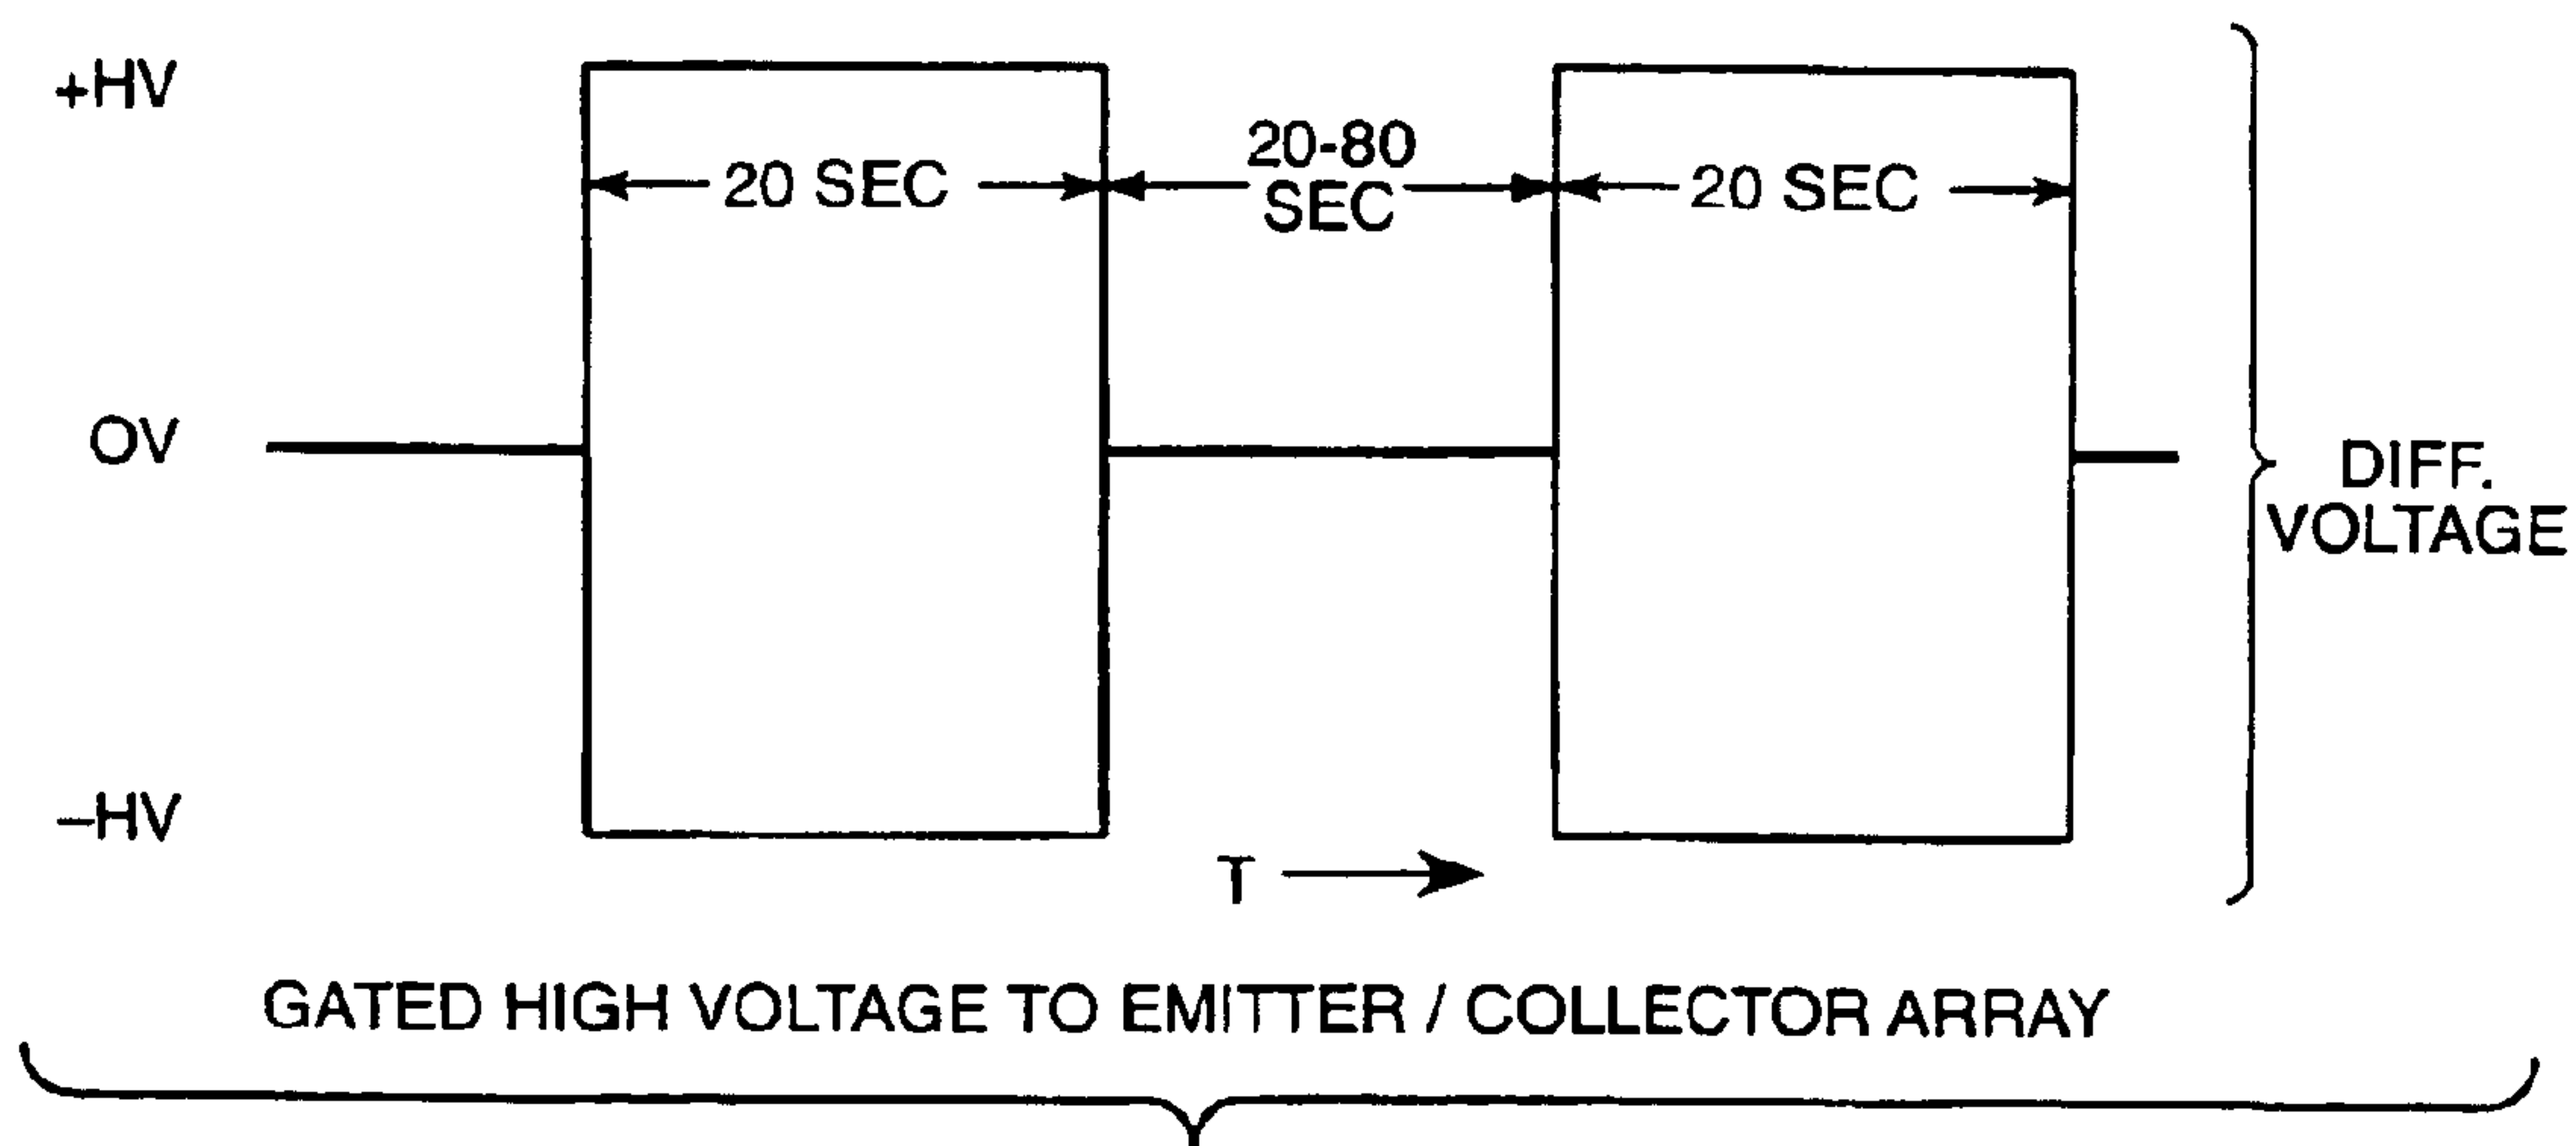 +HV
20 SEC
20-80
SEC
20 SEC
OV
DIFF.
VOLTAGE
–HV
T
GATED HIGH VOLTAGE TO EMITTER / COLLECTOR ARRAY